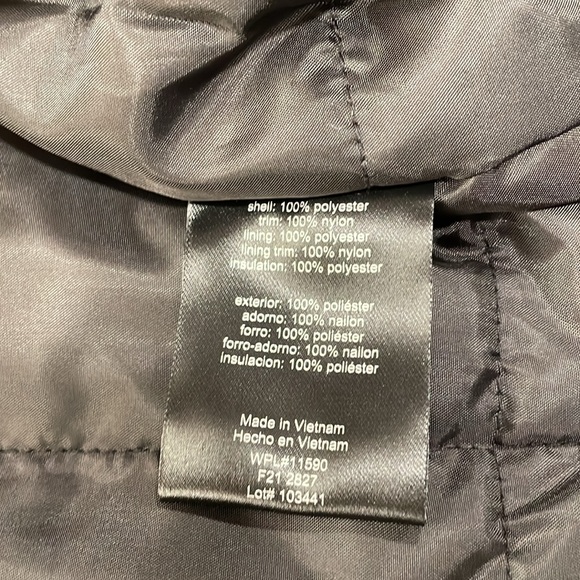 shell: 100% polyester
trim: 100% nylon
lining: 100% polyester
lining trim: 100% nylon
insulation: 100% polyester
exterior: 100% poliéster
adorno: 100% nailon
forro: 100% poliéster
forro-adorno: 100% nailon
insulacion: 100% poliéster
Made in Vietnam
Hecho en Vietnam
WPL#11590
F21 2827
Lot# 103441